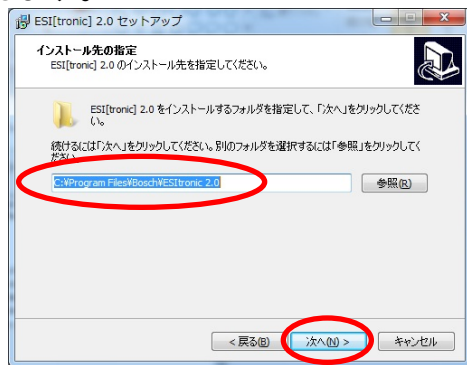 ESI[tronic] 2.0 セットアップ
インストール先の指定
ESI[tronic] 2.0 のインストール先を指定してください。
ESI[tronic] 2.0 をインストールするフォルダを指定して、「次へ」をクリックしてくださ
い。
続けるには「次へ」をクリックしてください。別のフォルダを選択するには「参照」をクリックしてく
ださい。
C:¥Program Files¥Bosch¥ESItronic 2.0
参照(R)
< 戻る(B)
次へ(N) >
キャンセル